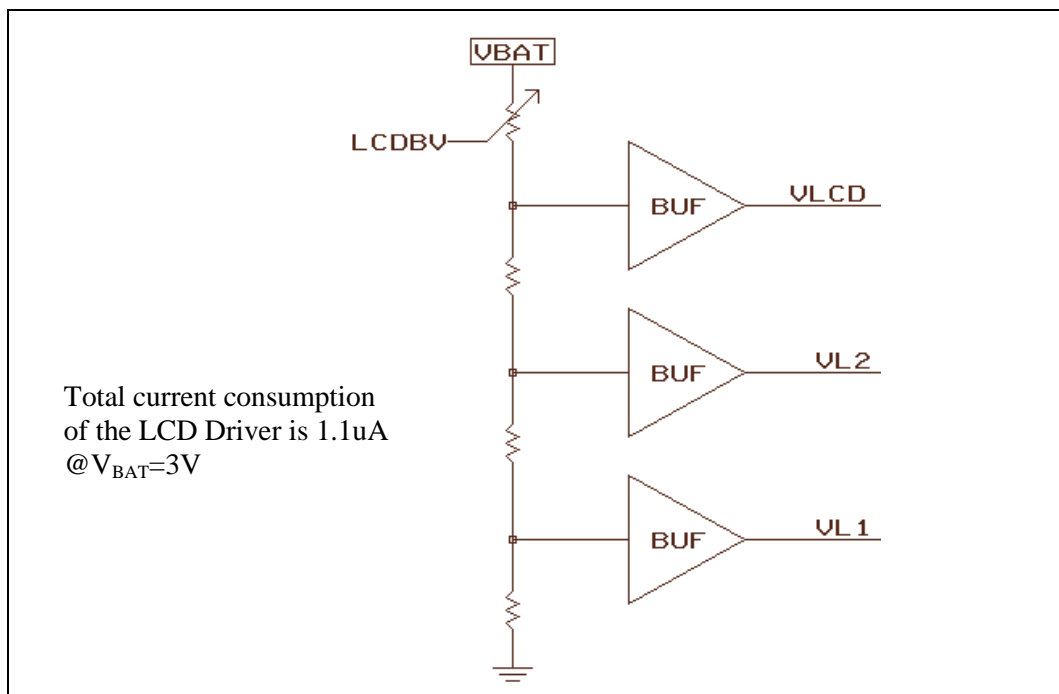 VBAT
LCDBV
BUF
VLCD
BUF
VL2
Total current consumption
of the LCD Driver is 1.1uA
@VBAT=3V
BUF
VL1